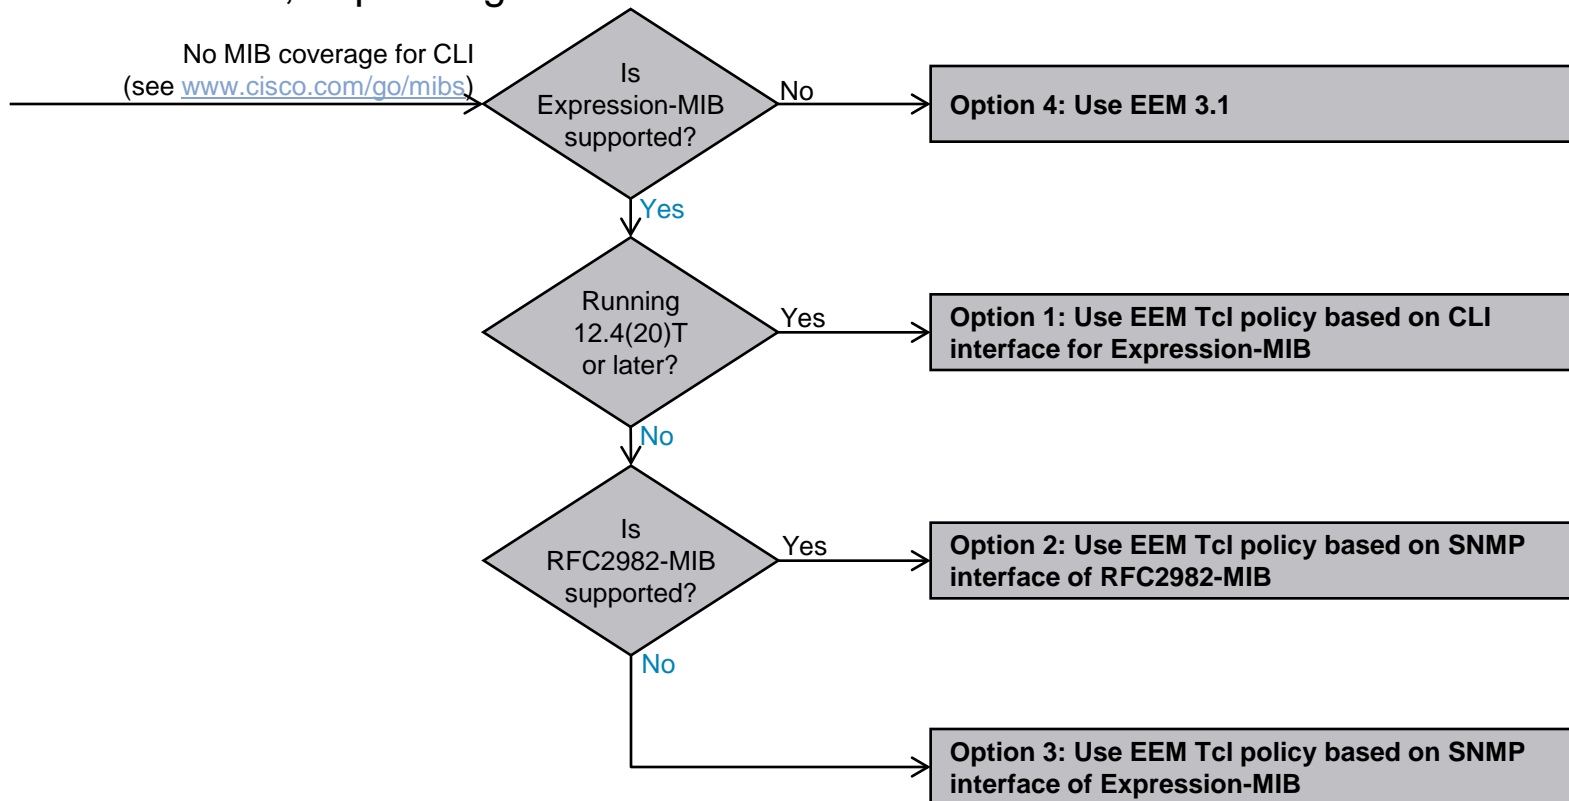 No MIB coverage for CLI
(see www.cisco.com/go/mibs)
Is
Expression-MIB
supported?
No
Option 4: Use EEM 3.1
Yes
Running
12.4(20)T
or later?
Yes
Option 1: Use EEM Tcl policy based on CLI
interface for Expression-MIB
No
Is
RFC2982-MIB
supported?
Yes
Option 2: Use EEM Tcl policy based on SNMP
interface of RFC2982-MIB
No
Option 3: Use EEM Tcl policy based on SNMP
interface of Expression-MIB